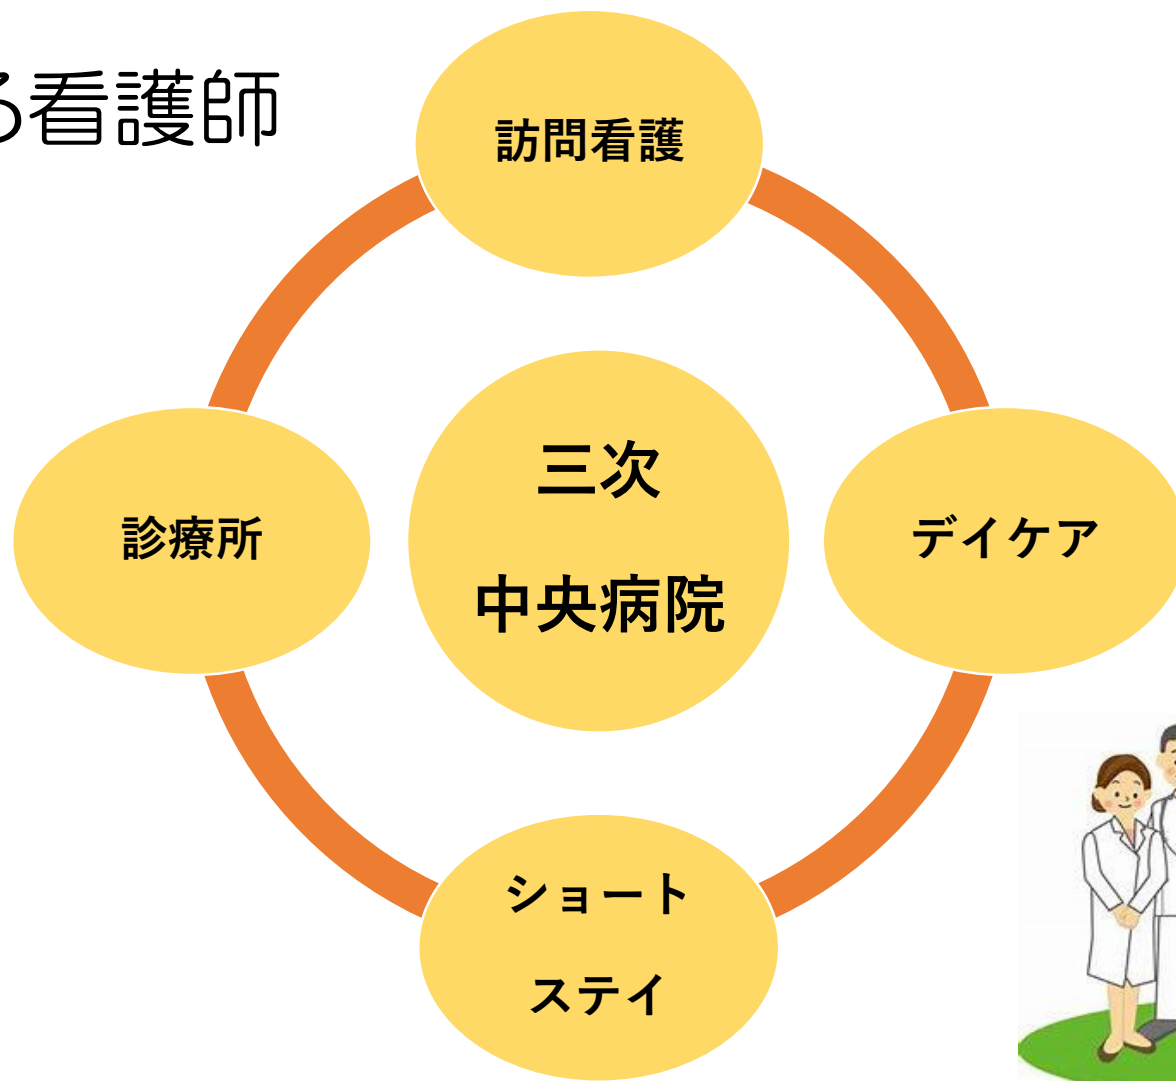 る看護師
訪問看護
診療所
三次
中央病院
デイケア
ショート
ステイ